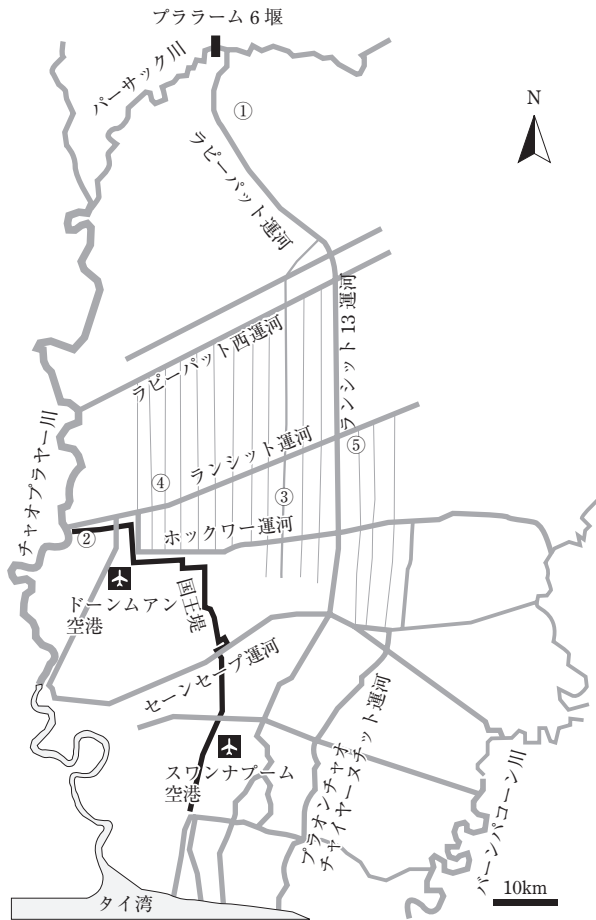 プララーム 6 堰
パーサック川
①
N
ラピーパット運河
ランシット 13 運河
ラピーパット西運河
チャオプラヤー川
ランシット運河
⑤
④
③
ホックワー運河
②
ドーンムアン
空港
国王堤
センセープ運河
スワンナプーム
空港
プラオンチャオ
チャイヤーヌチット運河
バーンパコーン川
10km
タイ湾